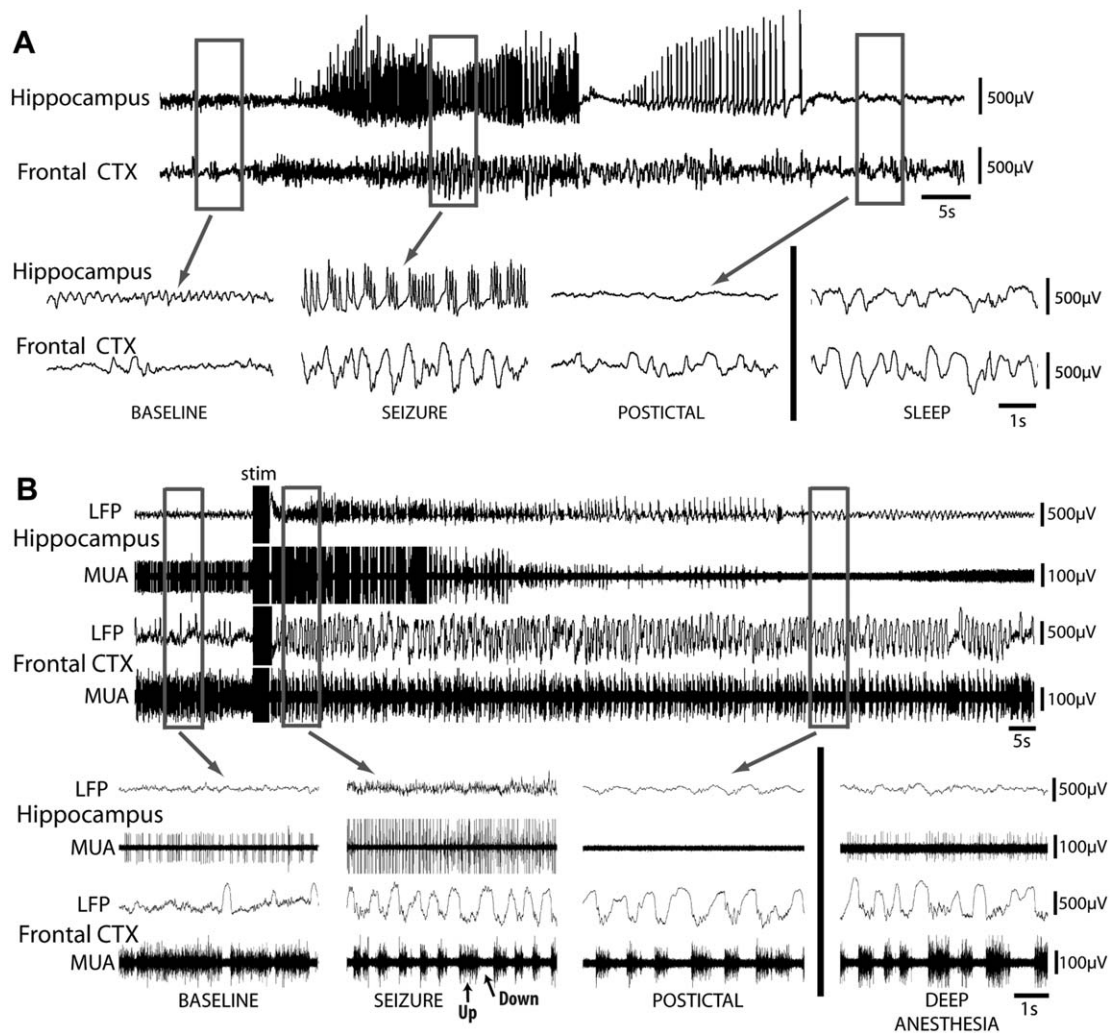 A
Hippocampus
500μV
Frontal CTX
500μV
5s
Hippocampus
500μV
Frontal CTX
500μV
BASELINE SEIZURE POSTICTAL SLEEP
1s
B
stim
LFP
500μV
Hippocampus
MUA
100μV
LFP
500μV
Frontal CTX
MUA
100μV
5s
LFP
500μV
Hippocampus
MUA
100μV
LFP
500μV
Frontal CTX
MUA
100μV
BASELINE SEIZURE Up Down POSTICTAL DEEP ANESTHESIA
1s